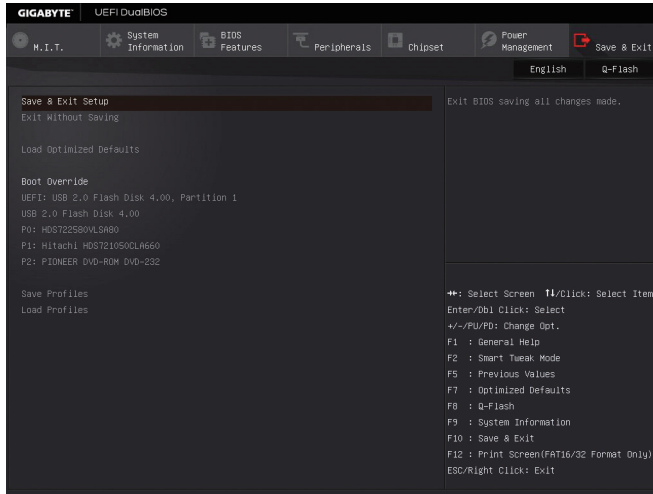 GIGABYTE™ UEFI DualBIOS
M.I.T. System Information BIOS Features Peripherals Chipset Power Management Save & Exit
English Q-Flash
Save & Exit Setup
Exit Without Saving
Load Optimized Defaults
Boot Override
UEFI: USB 2.0 Flash Disk 4.00, Partition 1
USB 2.0 Flash Disk 4.00
P0: HDS722580VLSA80
P1: Hitachi HDS721050CLA660
P2: PIONEER DVD-ROM DVD-232
Save Profiles
Load Profiles
Exit BIOS saving all changes made.
→←: Select Screen ↑↓/Click: Select Item
Enter/Dbl Click: Select
+/-/PU/PD: Change Opt.
F1 : General Help
F2 : Smart Tweak Mode
F5 : Previous Values
F7 : Optimized Defaults
F8 : Q-Flash
F9 : System Information
F10 : Save & Exit
F12 : Print Screen(FAT16/32 Format Only)
ESC/Right Click: Exit